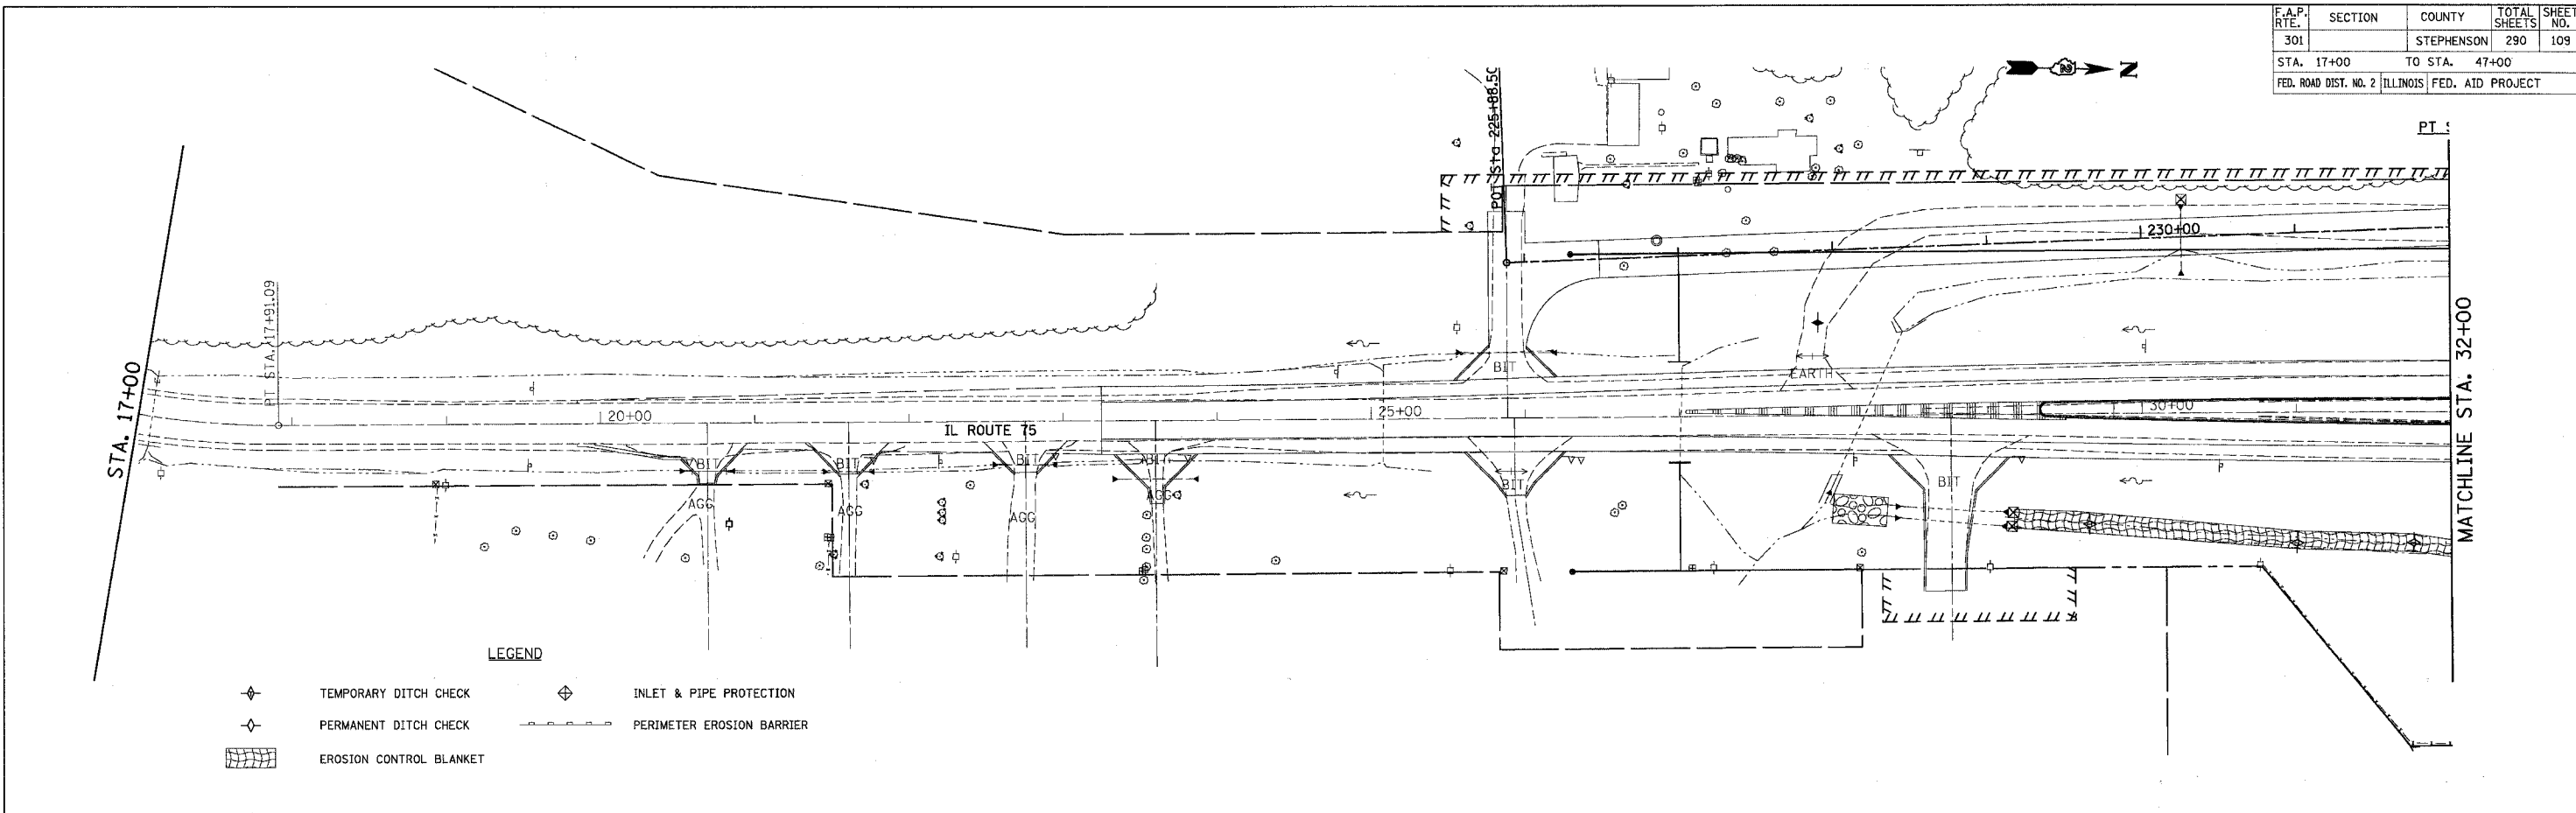 F.A.P. RTE. SECTION COUNTY TOTAL SHEETS SHEET NO.
301 STEPHENSON 290 109
STA. 17+00 TO STA. 47+00
FED. ROAD DIST. NO. 2 ILLINOIS FED. AID PROJECT
N
PT S
POT Sta 225+88.50
230+00
STA. 17+00
PT STA. 17+91.09
20+00
25+00
30+00
IL ROUTE 75
BIT
EARTH
BIT
BIT
BIT
BIT
BIT
BIT
AGG
AGG
AGG
AGG
MATCHLINE STA. 32+00
LEGEND
TEMPORARY DITCH CHECK
INLET & PIPE PROTECTION
PERMANENT DITCH CHECK
PERIMETER EROSION BARRIER
EROSION CONTROL BLANKET